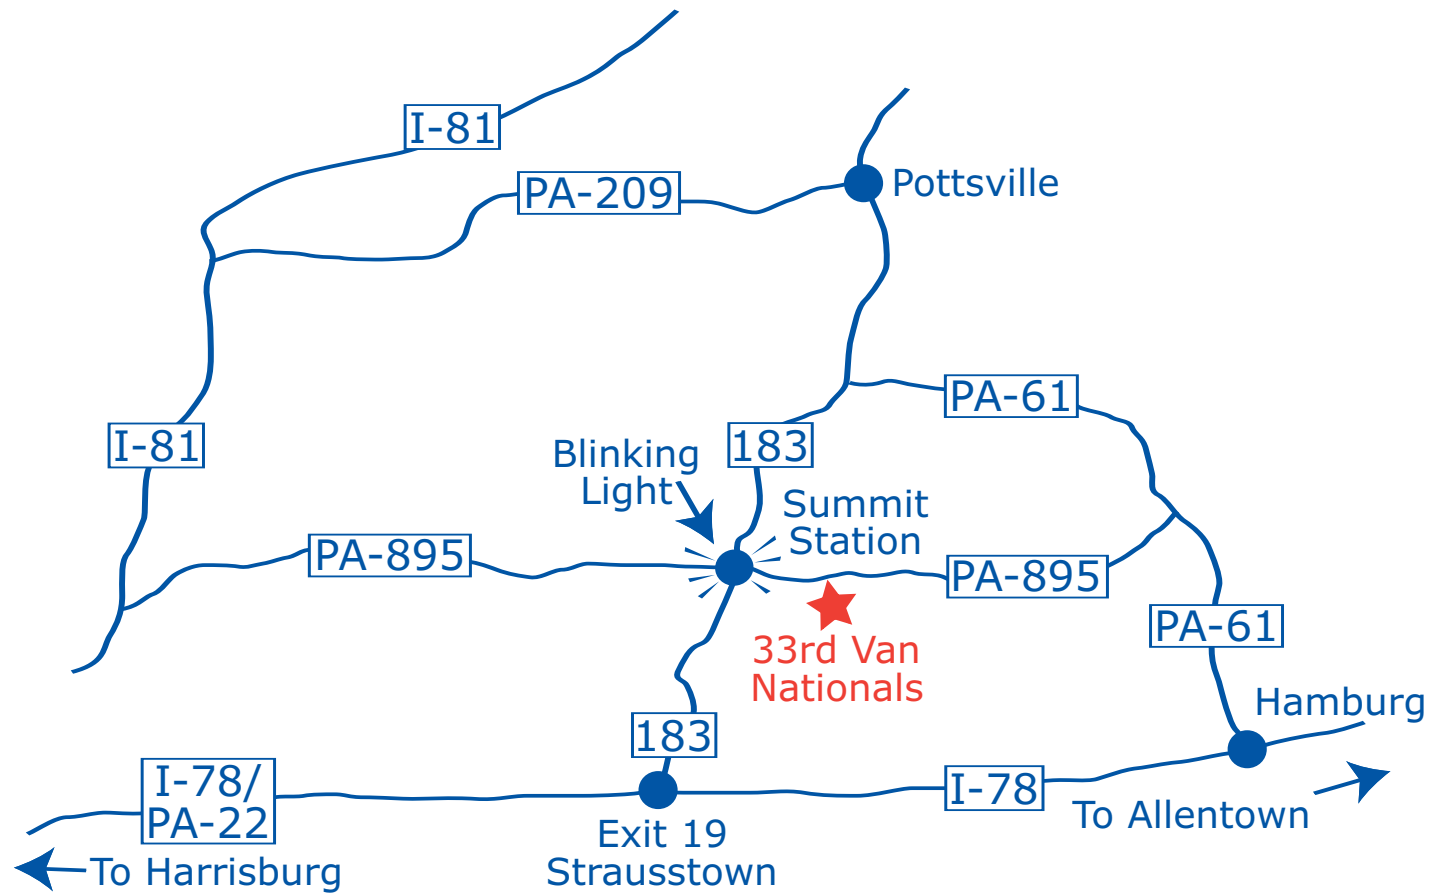 I-81
PA-209
Pottsville
PA-61
183
I-81
Blinking
Light
Summit
Station
PA-895
PA-895
33rd Van
Nationals
PA-61
Hamburg
183
I-78/
PA-22
I-78
To Allentown
Exit 19
Strausstown
To Harrisburg